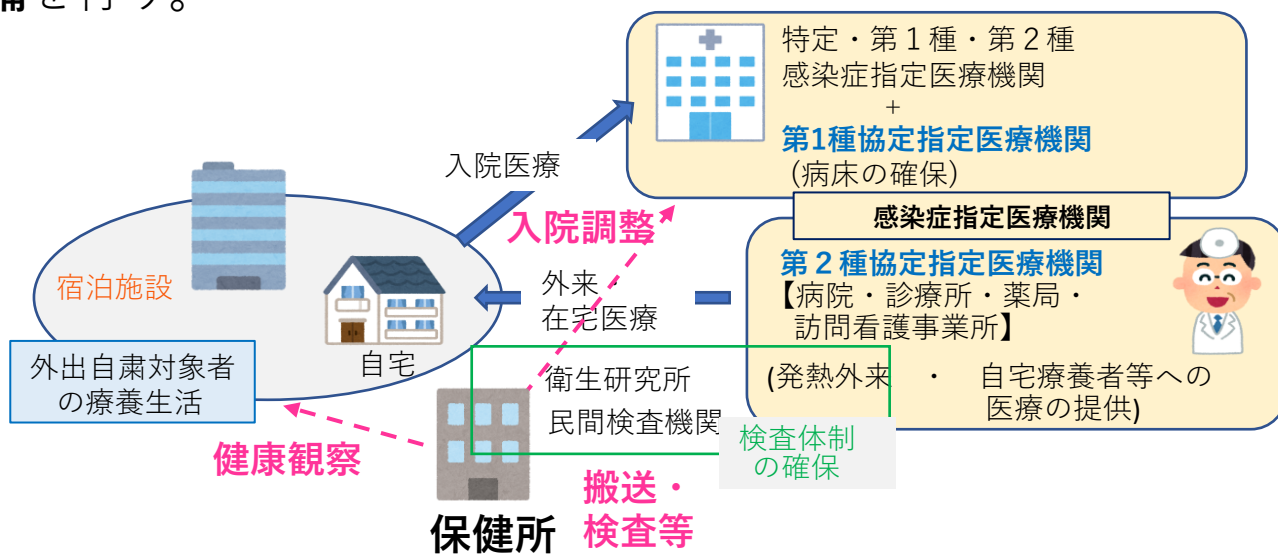 を行う。
特定・第１種・第２種
感染症指定医療機関
+
第1種協定指定医療機関
（病床の確保）
入院医療
入院調整
感染症指定医療機関
宿泊施設
外来・
在宅医療
第２種協定指定医療機関
【病院・診療所・薬局・
訪問看護事業所】
自宅
外出自粛対象者
の療養生活
衛生研究所
民間検査機関
(発熱外来　・　自宅療養者等への
医療の提供)
検査体制
の確保
健康観察
搬送・
検査等
保健所